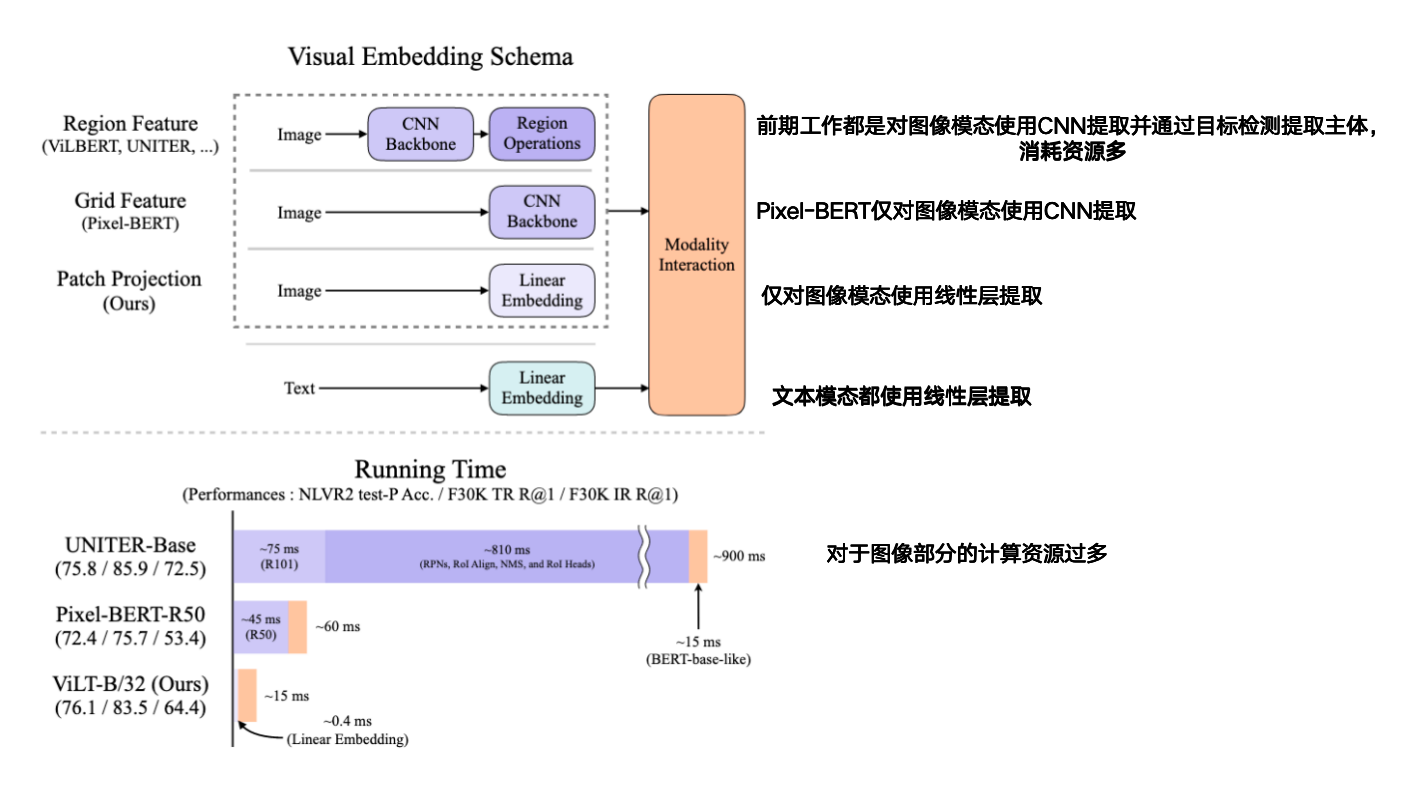 Visual Embedding Schema
Region Feature
(ViLBERT, UNITER, ...)
Image
CNN
Backbone
Region
Operations
前期工作都是对图像模态使用CNN提取并通过目标检测提取主体，
消耗资源多
Grid Feature
(Pixel-BERT)
Image
CNN
Backbone
Pixel-BERT仅对图像模态使用CNN提取
Modality
Interaction
Patch Projection
(Ours)
Image
Linear
Embedding
仅对图像模态使用线性层提取
Text
Linear
Embedding
文本模态都使用线性层提取
Running Time
(Performances : NLVR2 test-P Acc. / F30K TR R@1 / F30K IR R@1)
UNITER-Base
(75.8 / 85.9 / 72.5)
~75 ms
(R101)
~810 ms
(RPNs, RoI Align, NMS, and RoI Heads)
~900 ms
对于图像部分的计算资源过多
Pixel-BERT-R50
(72.4 / 75.7 / 53.4)
~45 ms
(R50)
~60 ms
~15 ms
(BERT-base-like)
ViLT-B/32 (Ours)
(76.1 / 83.5 / 64.4)
~15 ms
~0.4 ms
(Linear Embedding)